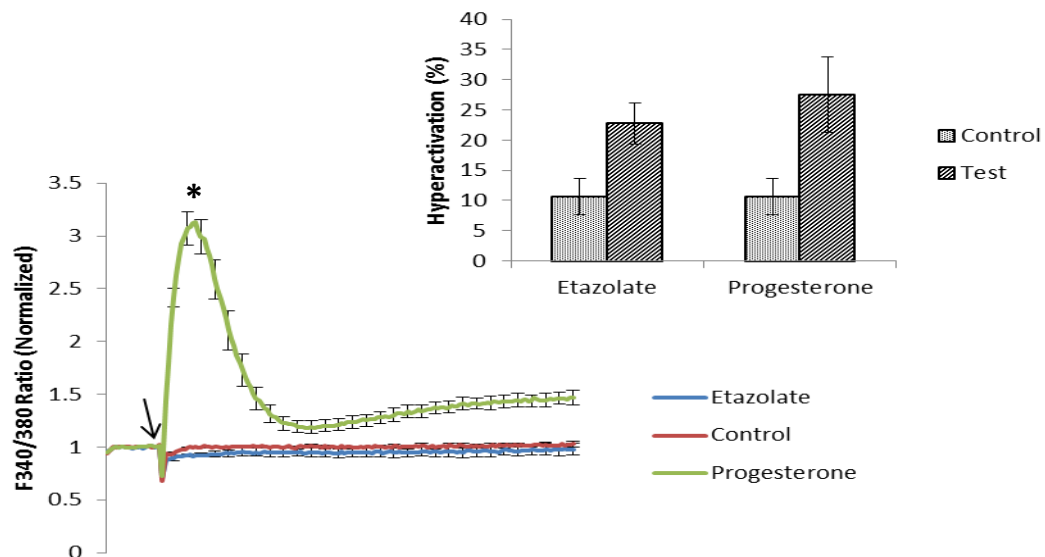 40
35
30
25
20
15
10
5
0
Hyperactivation (%)
Etazolate Progesterone
Control
Test
3.5
3
2.5
2
1.5
1
0.5
0
F340/380 Ratio (Normalized)
*
Etazolate
Control
Progesterone